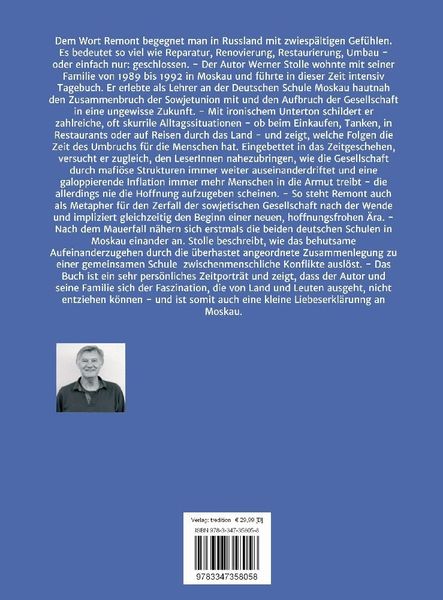 Dem Wort Remont begegnet man in Russland mit zwiespältigen Gefühlen.
Es bedeutet so viel wie Reparatur, Renovierung, Restaurierung, Umbau –
oder einfach nur: geschlossen. – Der Autor Werner Stolle wohnte mit seiner
Familie von 1989 bis 1992 in Moskau und führte in dieser Zeit intensiv
Tagebuch. Er erlebte als Lehrer an der Deutschen Schule Moskau hautnah
den Zusammenbruch der Sowjetunion mit und den Aufbruch der Gesellschaft
in eine ungewisse Zukunft. – Mit ironischem Unterton schildert er
zahlreiche, oft skurrile Alltagssituationen – ob beim Einkaufen, Tanken, in
Restaurants oder auf Reisen durch das Land – und zeigt, welche Folgen die
Zeit des Umbruchs für die Menschen hat. Eingebettet in das Zeitgeschehen,
versucht er zugleich, den LeserInnen nahezubringen, wie die Gesellschaft
durch mafiöse Strukturen immer weiter auseinanderdriftet und eine
galoppierende Inflation immer mehr Menschen in die Armut treibt – die
allerdings nie die Hoffnung aufzugeben scheinen. – So steht Remont auch
als Metapher für den Zerfall der sowjetischen Gesellschaft nach der Wende
und impliziert gleichzeitig den Beginn einer neuen, hoffnungsfrohen Ära. –
Nach dem Mauerfall nähern sich erstmals die beiden deutschen Schulen in
Moskau einander an. Stolle beschreibt, wie das behutsame
Aufeinanderzugehen durch die überhastet angeordnete Zusammenlegung zu
einer gemeinsamen Schule zwischenmenschliche Konflikte auslöst. – Das
Buch ist ein sehr persönliches Zeitporträt und zeigt, dass der Autor und
seine Familie sich der Faszination, die von Land und Leuten ausgeht, nicht
entziehen können – und ist somit auch eine kleine Liebeserklärunng an
Moskau.
Verlag: tredition € 29,99 [D]
ISBN 978-3-347-35805-8
9783347358058